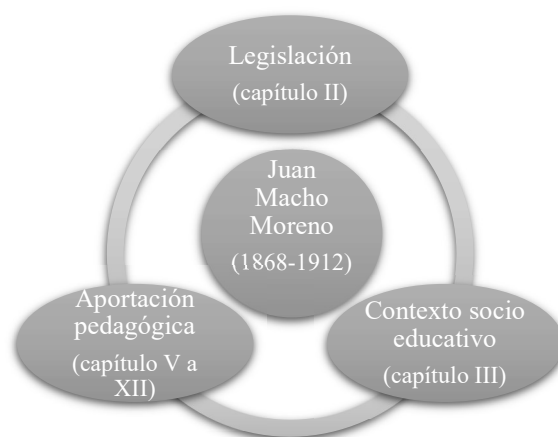 Legislación
(capítulo II)
Juan
Macho
Moreno
(1868-1912)
Aportación
pedagógica
(capítulo V a
XII)
Contexto socio
educativo
(capítulo III)